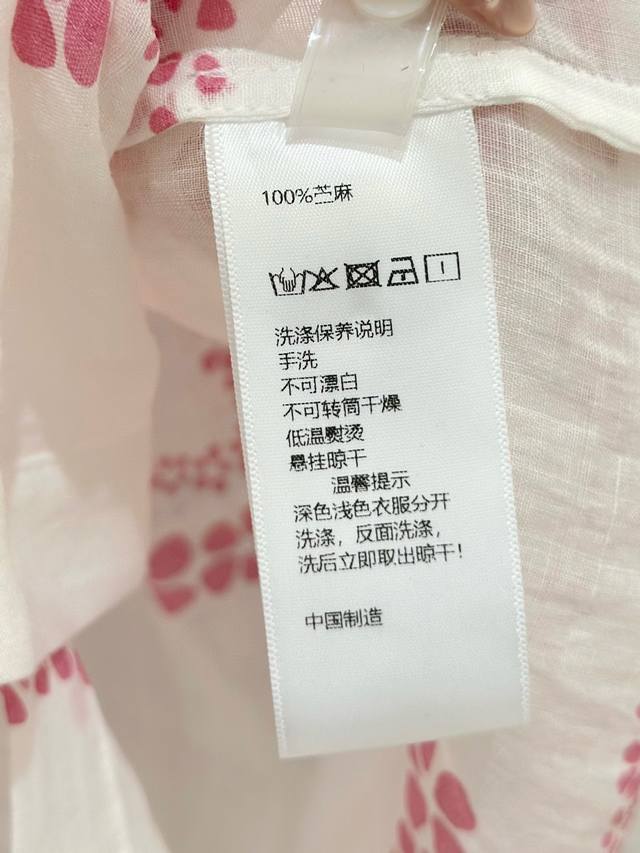 100%苎麻
洗涤保养说明
手洗
不可漂白
不可转筒干燥
低温熨烫
悬挂晾干
温馨提示
深色浅色衣服分开
洗涤，反面洗涤，
洗后立即取出晾干！
中国制造